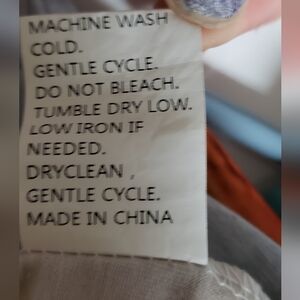 MACHINE WASH
COLD.
GENTLE CYCLE.
DO NOT BLEACH.
TUMBLE DRY LOW.
LOW IRON IF
NEEDED.
DRYCLEAN ,
GENTLE CYCLE.
MADE IN CHINA